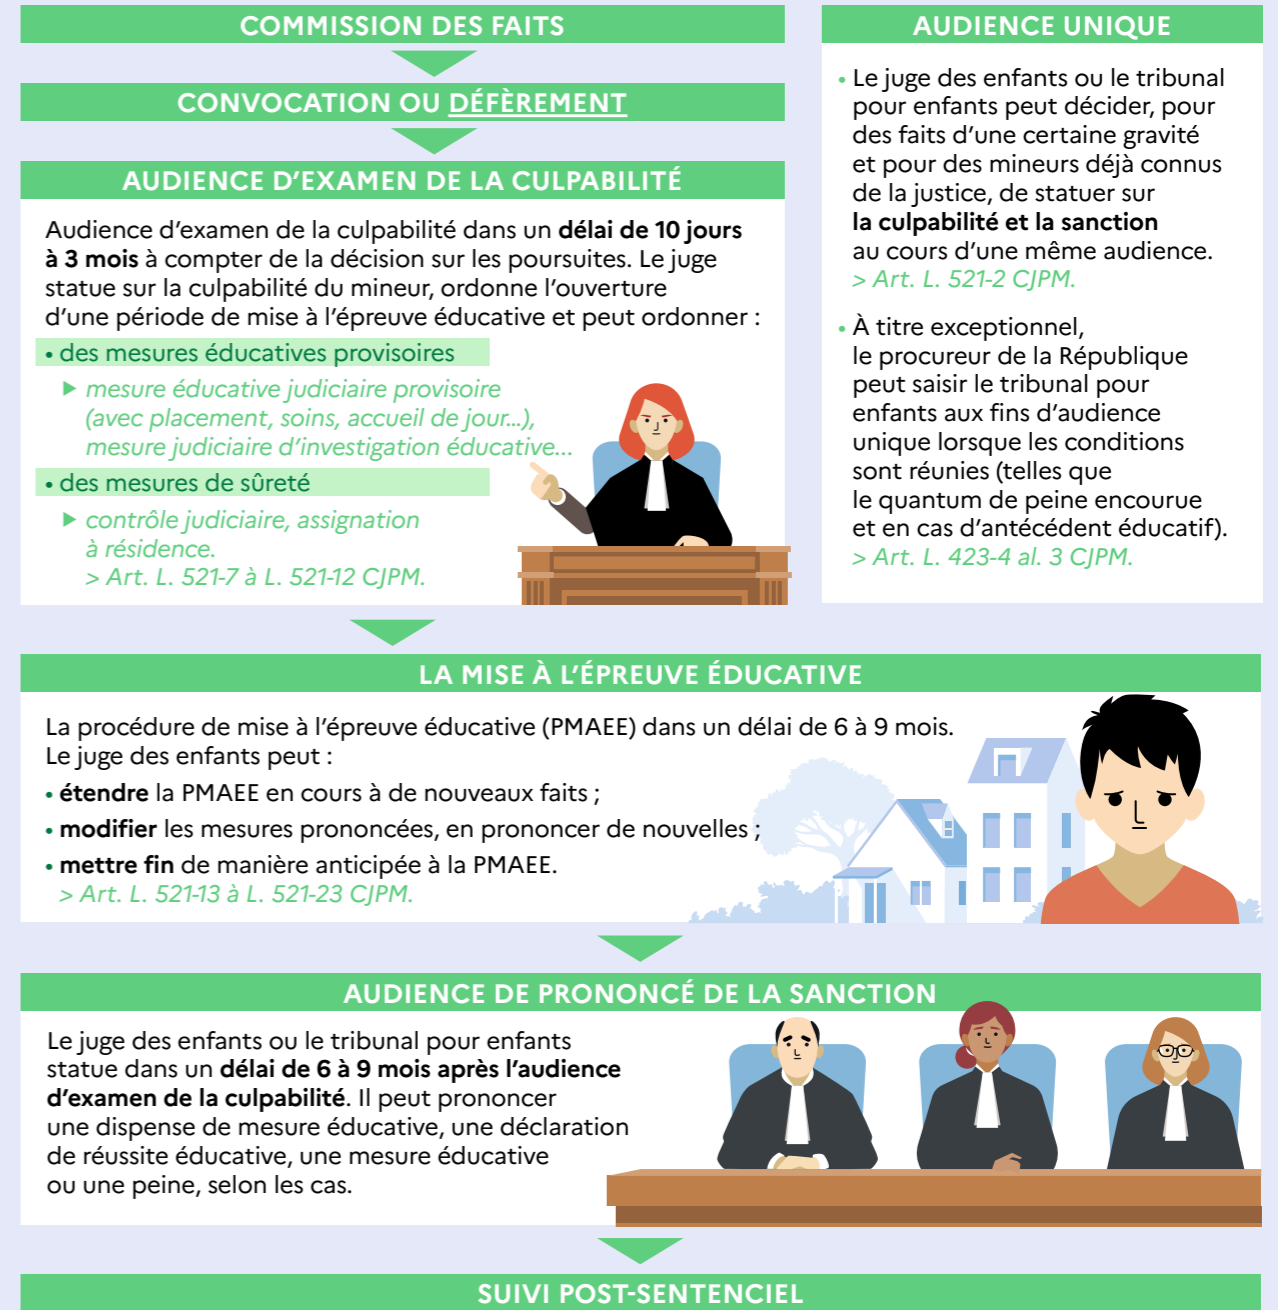 COMMISSION DES FAITS
CONVOCATION OU DÉFÈREMENT
AUDIENCE D’EXAMEN DE LA CULPABILITÉ
Audience d’examen de la culpabilité dans un délai de 10 jours
à 3 mois à compter de la décision sur les poursuites. Le juge
statue sur la culpabilité du mineur, ordonne l’ouverture
d’une période de mise à l’épreuve éducative et peut ordonner :
• des mesures éducatives provisoires
▶ mesure éducative judiciaire provisoire
(avec placement, soins, accueil de jour...),
mesure judiciaire d’investigation éducative...
• des mesures de sûreté
▶ contrôle judiciaire, assignation
à résidence.
> Art. L. 521-7 à L. 521-12 CJPM.
AUDIENCE UNIQUE
• Le juge des enfants ou le tribunal
pour enfants peut décider, pour
des faits d’une certaine gravité
et pour des mineurs déjà connus
de la justice, de statuer sur
la culpabilité et la sanction
au cours d’une même audience.
> Art. L. 521-2 CJPM.
• À titre exceptionnel,
le procureur de la République
peut saisir le tribunal pour
enfants aux fins d’audience
unique lorsque les conditions
sont réunies (telles que
le quantum de peine encourue
et en cas d’antécédent éducatif).
> Art. L. 423-4 al. 3 CJPM.
LA MISE À L’ÉPREUVE ÉDUCATIVE
La procédure de mise à l’épreuve éducative (PMAEE) dans un délai de 6 à 9 mois.
Le juge des enfants peut :
• étendre la PMAEE en cours à de nouveaux faits ;
• modifier les mesures prononcées, en prononcer de nouvelles ;
• mettre fin de manière anticipée à la PMAEE.
> Art. L. 521-13 à L. 521-23 CJPM.
AUDIENCE DE PRONONCÉ DE LA SANCTION
Le juge des enfants ou le tribunal pour enfants
statue dans un délai de 6 à 9 mois après l’audience
d’examen de la culpabilité. Il peut prononcer
une dispense de mesure éducative, une déclaration
de réussite éducative, une mesure éducative
ou une peine, selon les cas.
SUIVI POST-SENTENCIEL